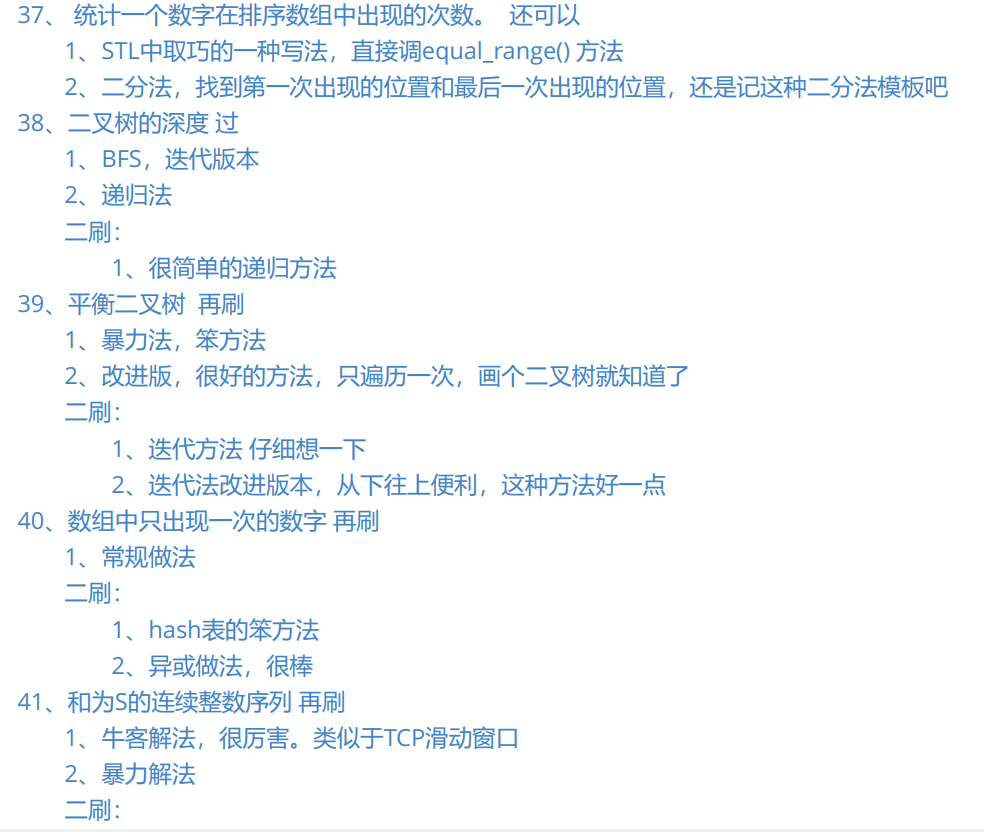 37、 统计一个数字在排序数组中出现的次数。 还可以
1、STL中取巧的一种写法，直接调equal_range() 方法
2、二分法，找到第一次出现的位置和最后一次出现的位置，还是记这种二分法模板吧
38、二叉树的深度 过
1、BFS，迭代版本
2、递归法
二刷：
1、很简单的递归方法
39、平衡二叉树 再刷
1、暴力法，笨方法
2、改进版，很好的方法，只遍历一次，画个二叉树就知道了
二刷：
1、迭代方法 仔细想一下
2、迭代法改进版本，从下往上便利，这种方法好一点
40、数组中只出现一次的数字 再刷
1、常规做法
二刷：
1、hash表的笨方法
2、异或做法，很棒
41、和为S的连续整数序列 再刷
1、牛客解法，很厉害。类似于TCP滑动窗口
2、暴力解法
二刷：